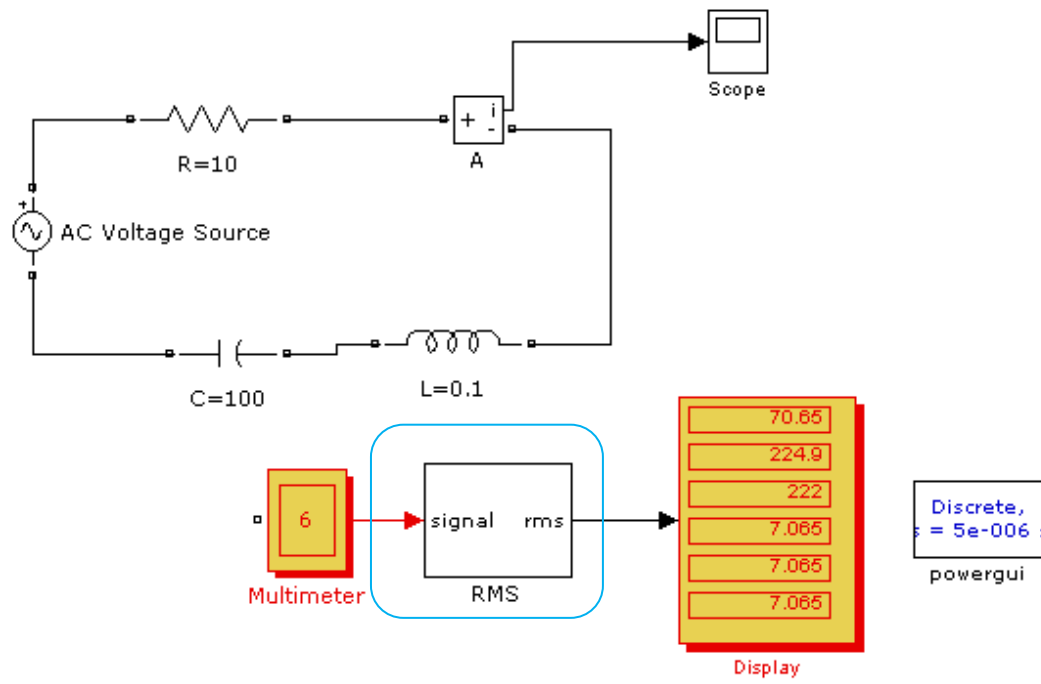 Scope
i
+
-
A
R=10
+
AC Voltage Source
C=100
L=0.1
70.65
224.9
222
7.065
7.065
7.065
6
signal rms
Multimeter
RMS
Display
Discrete,
s = 5e-006 s
powergui